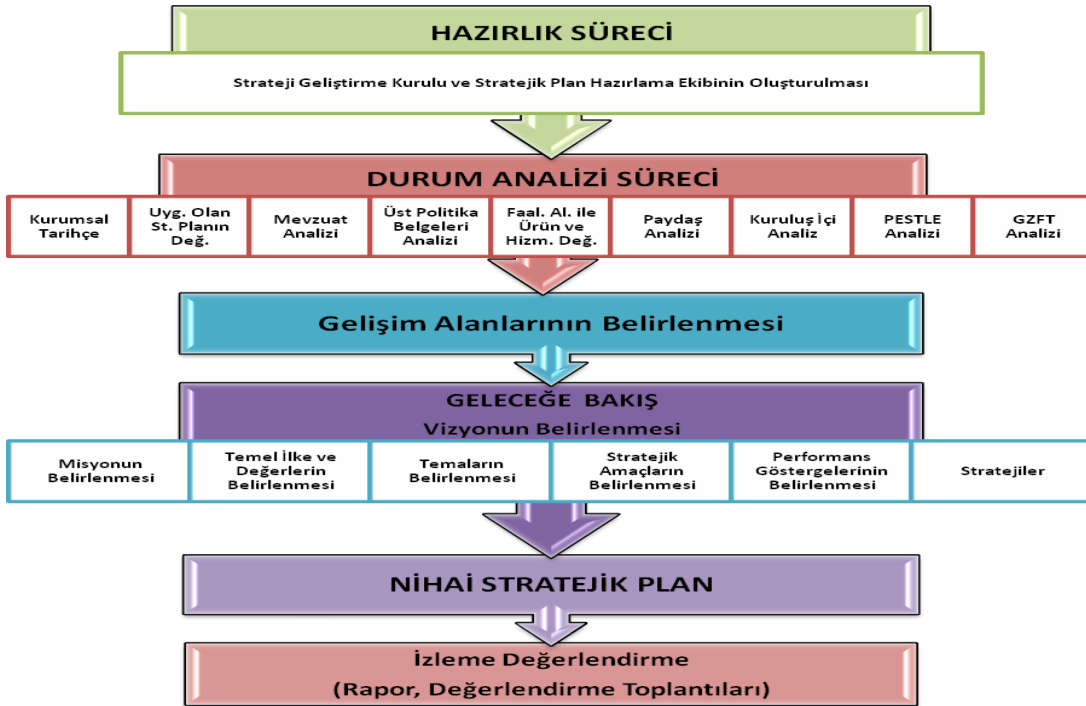 HAZIRLIK SÜRECİ
Strateji Geliştirme Kurulu ve Stratejik Plan Hazırlama Ekibinin Oluşturulması
DURUM ANALİZİ SÜRECİ
Kurumsal
Tarihçe
Uyg. Olan
St. Planın
Değ.
Mevzuat
Analizi
Üst Politika
Belgeleri
Analizi
Faal. Al. ile
Ürün ve
Hizm. Değ.
Paydaş
Analizi
Kuruluş İçi
Analiz
PESTLE
Analizi
GZFT
Analizi
Gelişim Alanlarının Belirlenmesi
GELECEĞE BAKIŞ
Vizyonun Belirlenmesi
Misyonun
Belirlenmesi
Temel İlke ve
Değerlerin
Belirlenmesi
Temaların
Belirlenmesi
Stratejik
Amaçların
Belirlenmesi
Performans
Göstergelerinin
Belirlenmesi
Stratejiler
NİHAİ STRATEJİK PLAN
İzleme Değerlendirme
(Rapor, Değerlendirme Toplantıları)